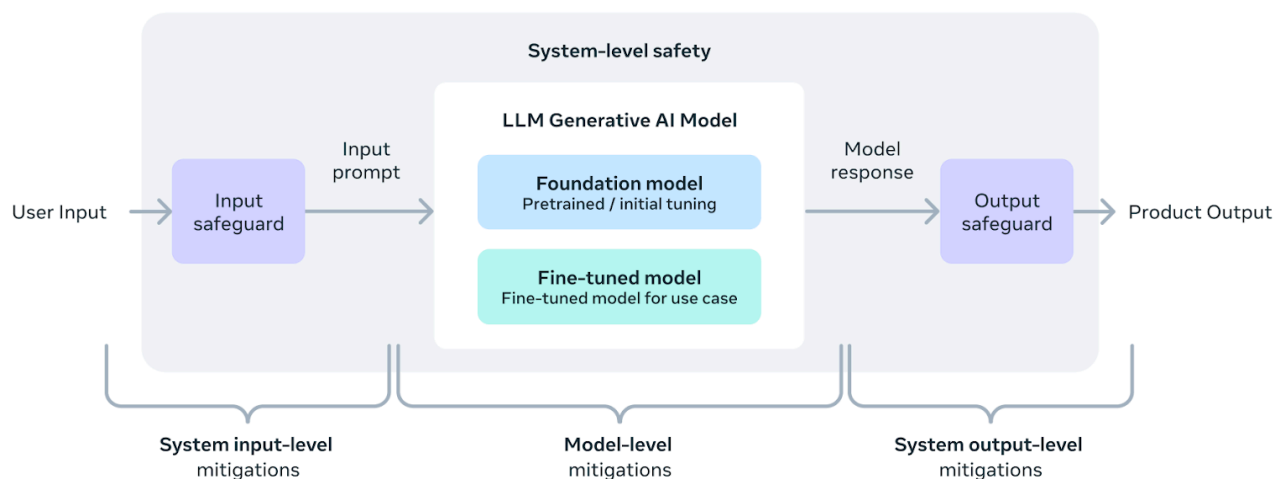 System-level safety
LLM Generative AI Model
Input
prompt
Model
response
Foundation model
Pretrained / initial tuning
User Input
Input
safeguard
Output
safeguard
Product Output
Fine-tuned model
Fine-tuned model for use case
System input-level
mitigations
Model-level
mitigations
System output-level
mitigations